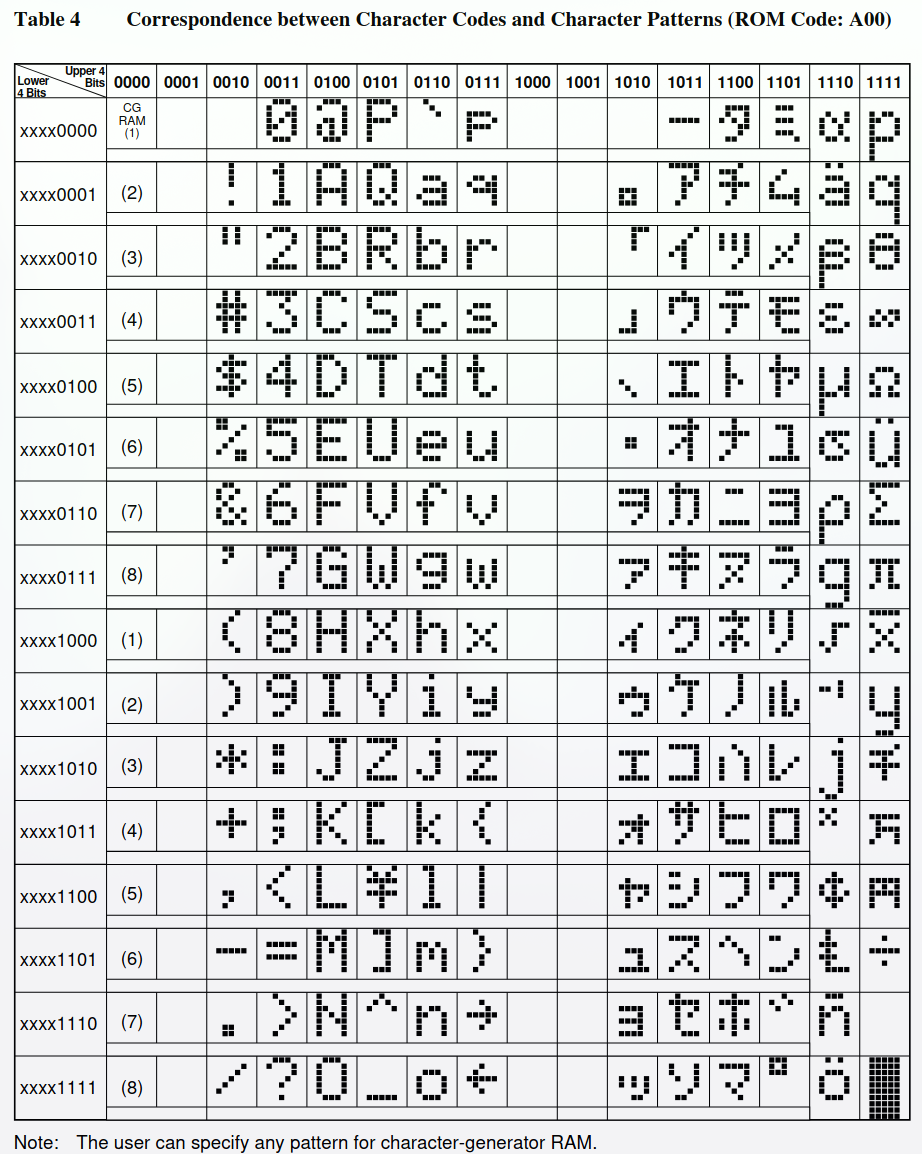 Table 4 Correspondence between Character Codes and Character Patterns (ROM Code: A00)
Lower 4 Bits Upper 4 Bits 0000 0001 0010 0011 0100 0101 0110 0111 1000 1001 1010 1011 1100 1101 1110 1111
xxxx0000 CG RAM (1) 0 @ P ` p ー タ ミ α p
xxxx0001 (2) ! 1 A Q a q 。 ア チ ム ä q
xxxx0010 (3) " 2 B R b r 「 イ ツ メ β θ
xxxx0011 (4) # 3 C S c s 」 ウ テ モ ε ∞
xxxx0100 (5) $ 4 D T d t 、 エ ト ヤ μ Ω
xxxx0101 (6) % 5 E U e u ・ オ ナ ユ σ ü
xxxx0110 (7) & 6 F V f v ヲ カ ニ ヨ ρ Σ
xxxx0111 (8) ' 7 G W g w ァ キ ヌ ラ g π
xxxx1000 (1) ( 8 H X h x ィ ク ネ リ √ x̄
xxxx1001 (2) ) 9 I Y i y ゥ ケ ノ ル ⁻¹ y
xxxx1010 (3) * : J Z j z ェ コ ハ レ j 千
xxxx1011 (4) + ; K [ k { ォ サ ヒ ロ ˣ 万
xxxx1100 (5) , < L ¥ l | ャ シ フ ワ ¢ 円
xxxx1101 (6) - = M ] m } ュ ス ヘ ン £ ÷
xxxx1110 (7) . > N ^ n → ョ セ ホ ゛ ñ
xxxx1111 (8) / ? O _ o ← ッ ソ マ ゜ ö █
Note: The user can specify any pattern for character-generator RAM.